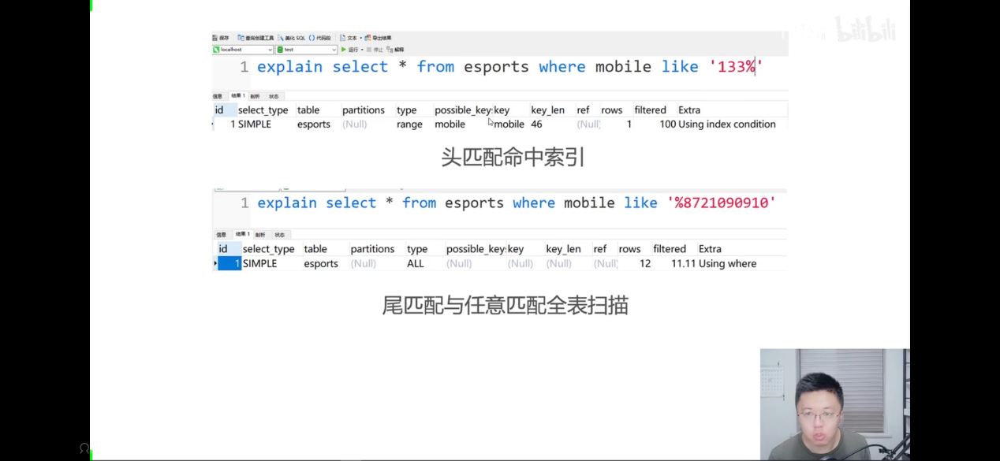 bilibili
保存 查询创建工具 美化 SQL () 代码段 文本 导出结果
localhost test 运行 停止 解释
1 explain select * from esports where mobile like '133%'
信息 结果 1 剖析 状态
id select_type table partitions type possible_key: key key_len ref rows filtered Extra
1 SIMPLE esports (Null) range mobile mobile 46 (Null) 1 100 Using index condition
头匹配命中索引
1 explain select * from esports where mobile like '%8721090910'
信息 结果 1 剖析 状态
id select_type table partitions type possible_key: key key_len ref rows filtered Extra
1 SIMPLE esports (Null) ALL (Null) (Null) (Null) (Null) 12 11.11 Using where
尾匹配与任意匹配全表扫描